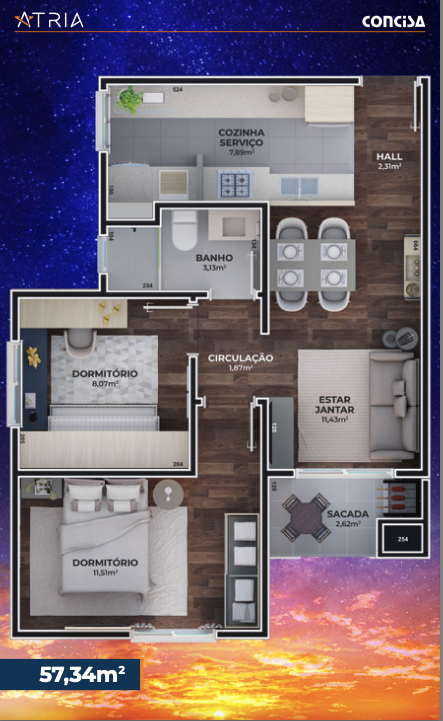 ATRIA
CONCISA
524
COZINHA
SERVIÇO
7,89m²
HALL
2,31m²
BANHO
3,13m²
254
CIRCULAÇÃO
1,87m²
DORMITÓRIO
8,07m²
ESTAR
JANTAR
11,43m²
254
SACADA
2,62m²
254
DORMITÓRIO
11,51m²
57,34m²